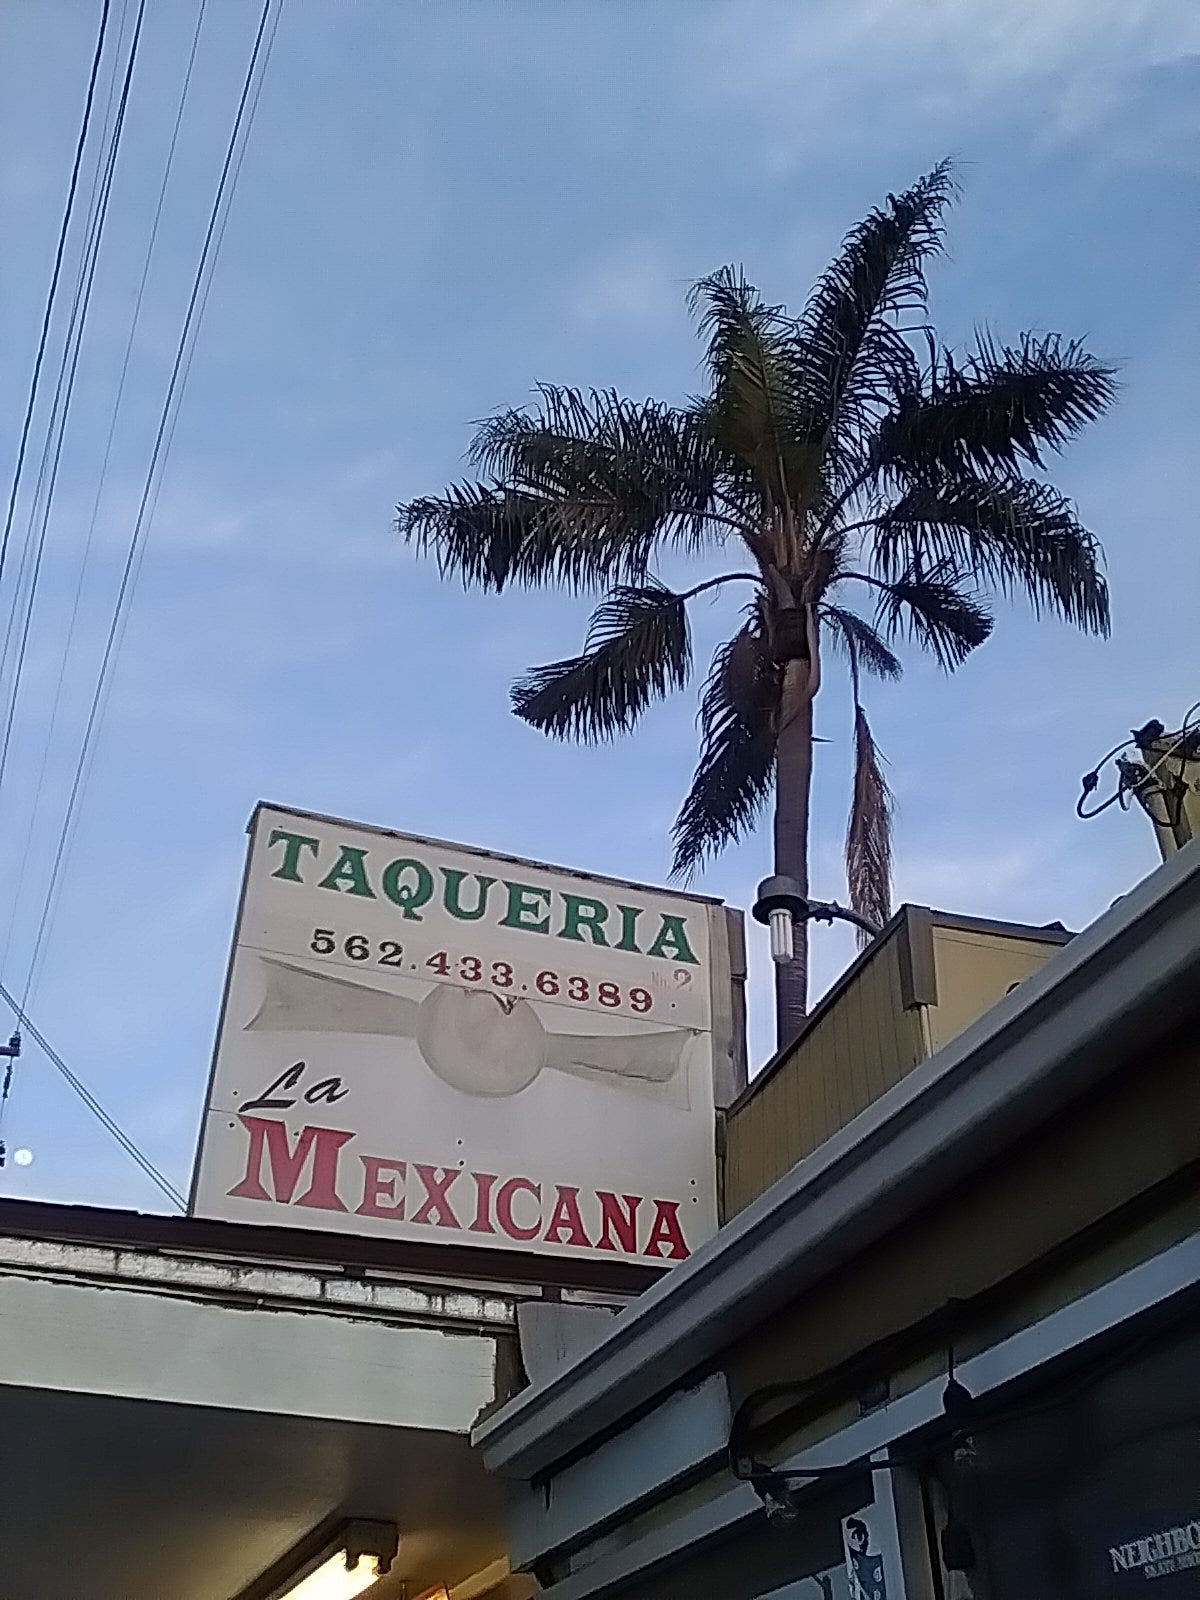 TAQUERIA
562.433.6389
La
MEXICANA